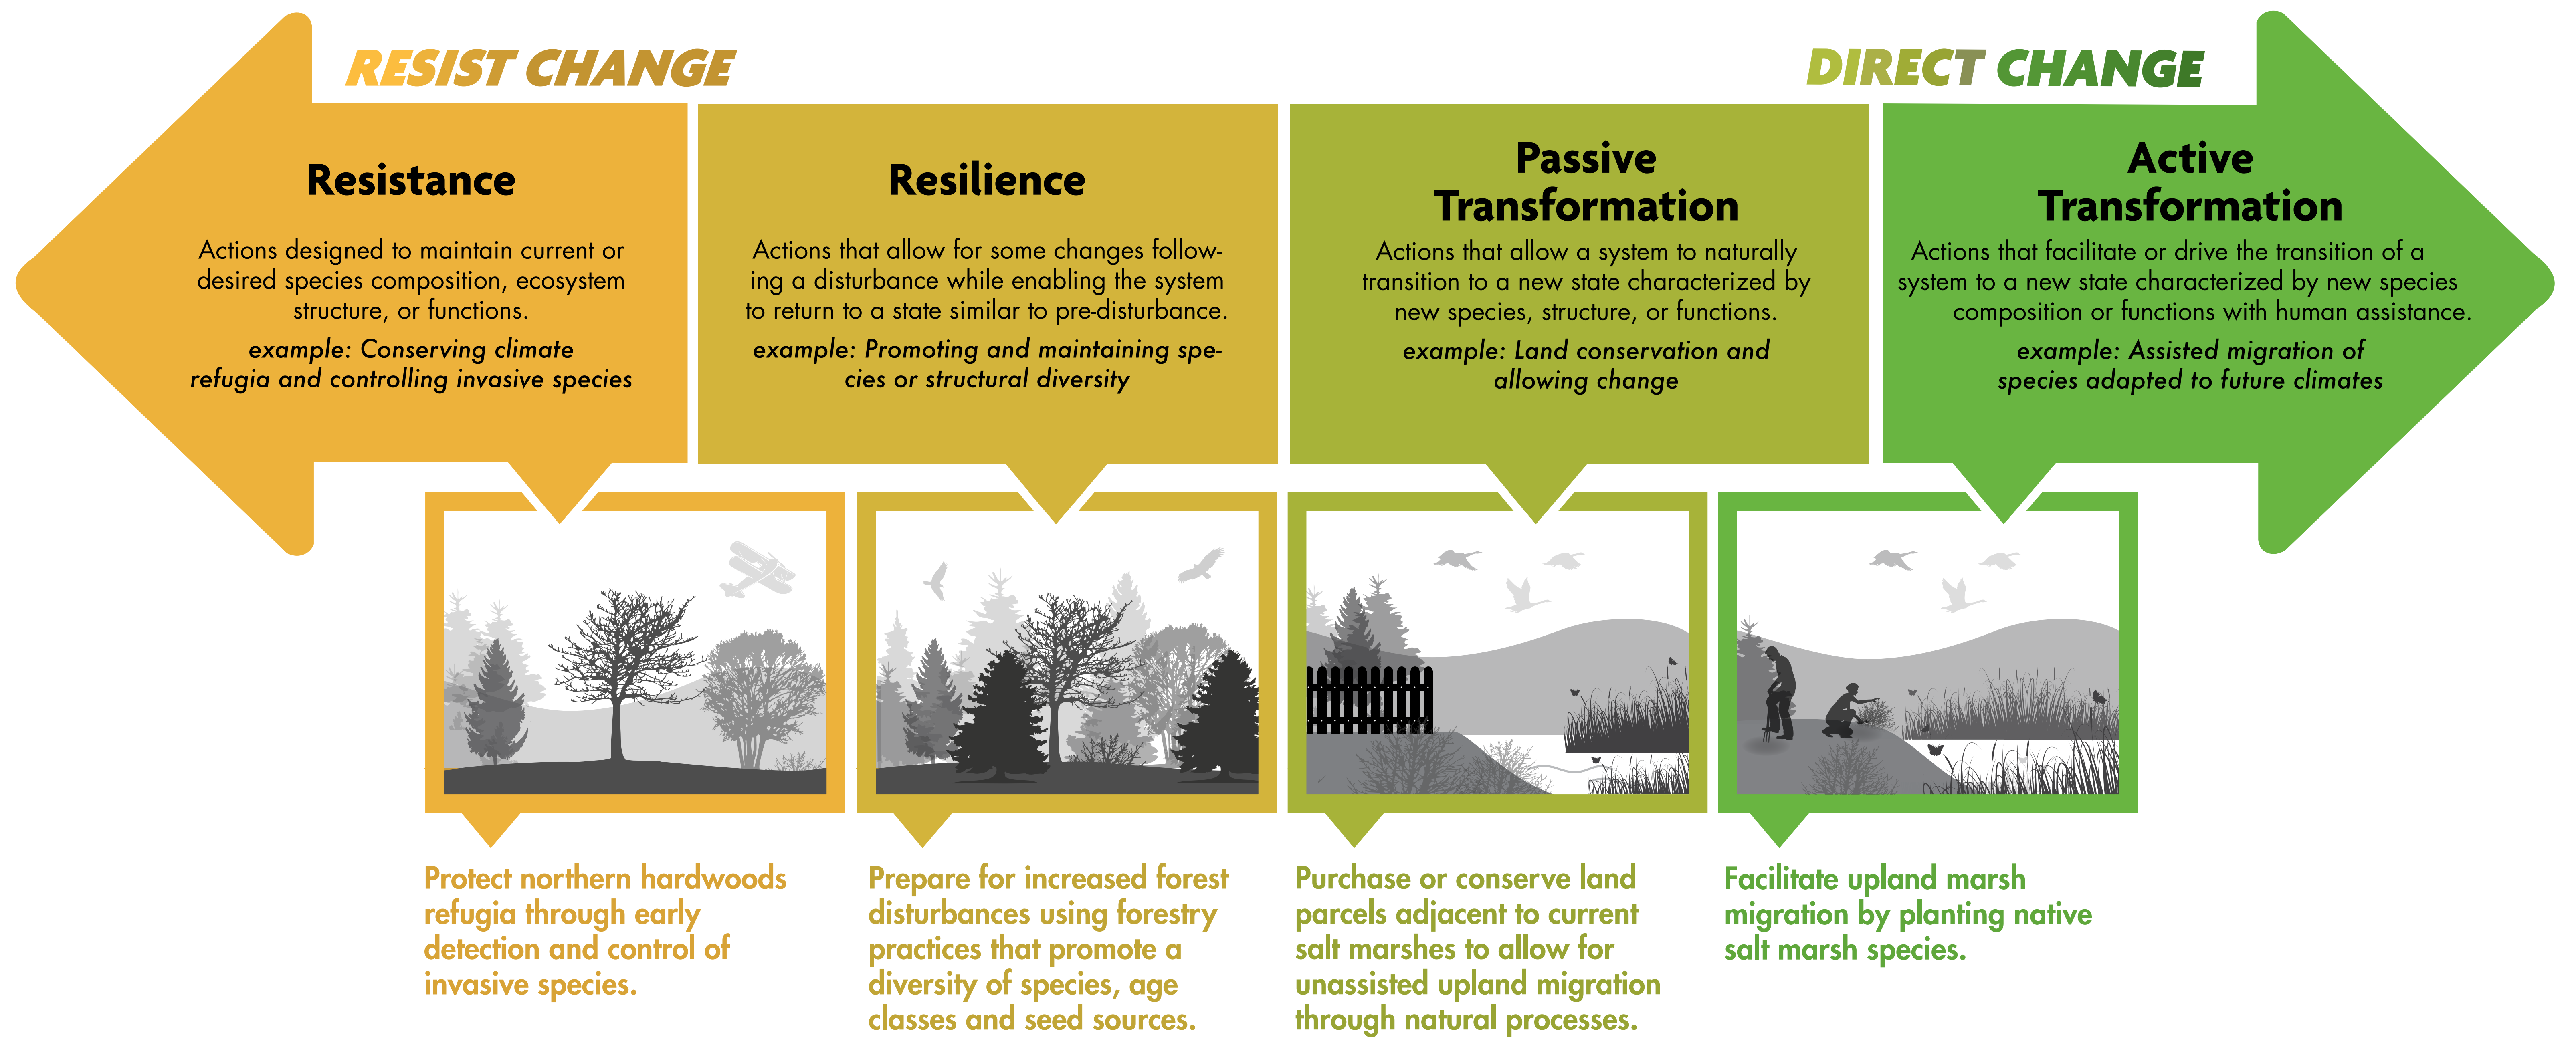 RESIST CHANGE
DIRECT CHANGE
Resistance
Actions designed to maintain current or
desired species composition, ecosystem
structure, or functions.
example: Conserving climate
refugia and controlling invasive species
Resilience
Actions that allow for some changes follow-
ing a disturbance while enabling the system
to return to a state similar to pre-disturbance.
example: Promoting and maintaining spe-
cies or structural diversity
Passive
Transformation
Actions that allow a system to naturally
transition to a new state characterized by
new species, structure, or functions.
example: Land conservation and
allowing change
Active
Transformation
Actions that facilitate or drive the transition of a
system to a new state characterized by new species
composition or functions with human assistance.
example: Assisted migration of
species adapted to future climates
Protect northern hardwoods
refugia through early
detection and control of
invasive species.
Prepare for increased forest
disturbances using forestry
practices that promote a
diversity of species, age
classes and seed sources.
Purchase or conserve land
parcels adjacent to current
salt marshes to allow for
unassisted upland migration
through natural processes.
Facilitate upland marsh
migration by planting native
salt marsh species.